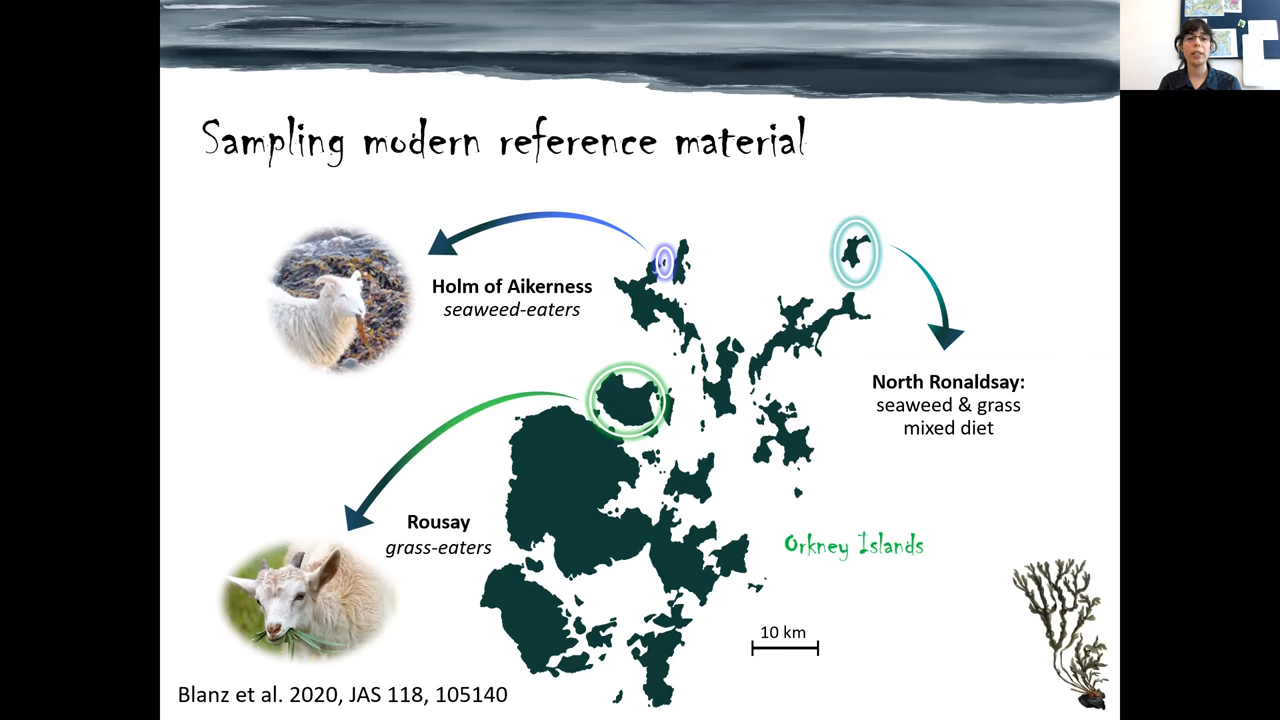 Sampling modern reference material
Holm of Aikerness
seaweed-eaters
North Ronaldsay:
seaweed & grass
mixed diet
Rousay
grass-eaters
Orkney Islands
10 km
Blanz et al. 2020, JAS 118, 105140